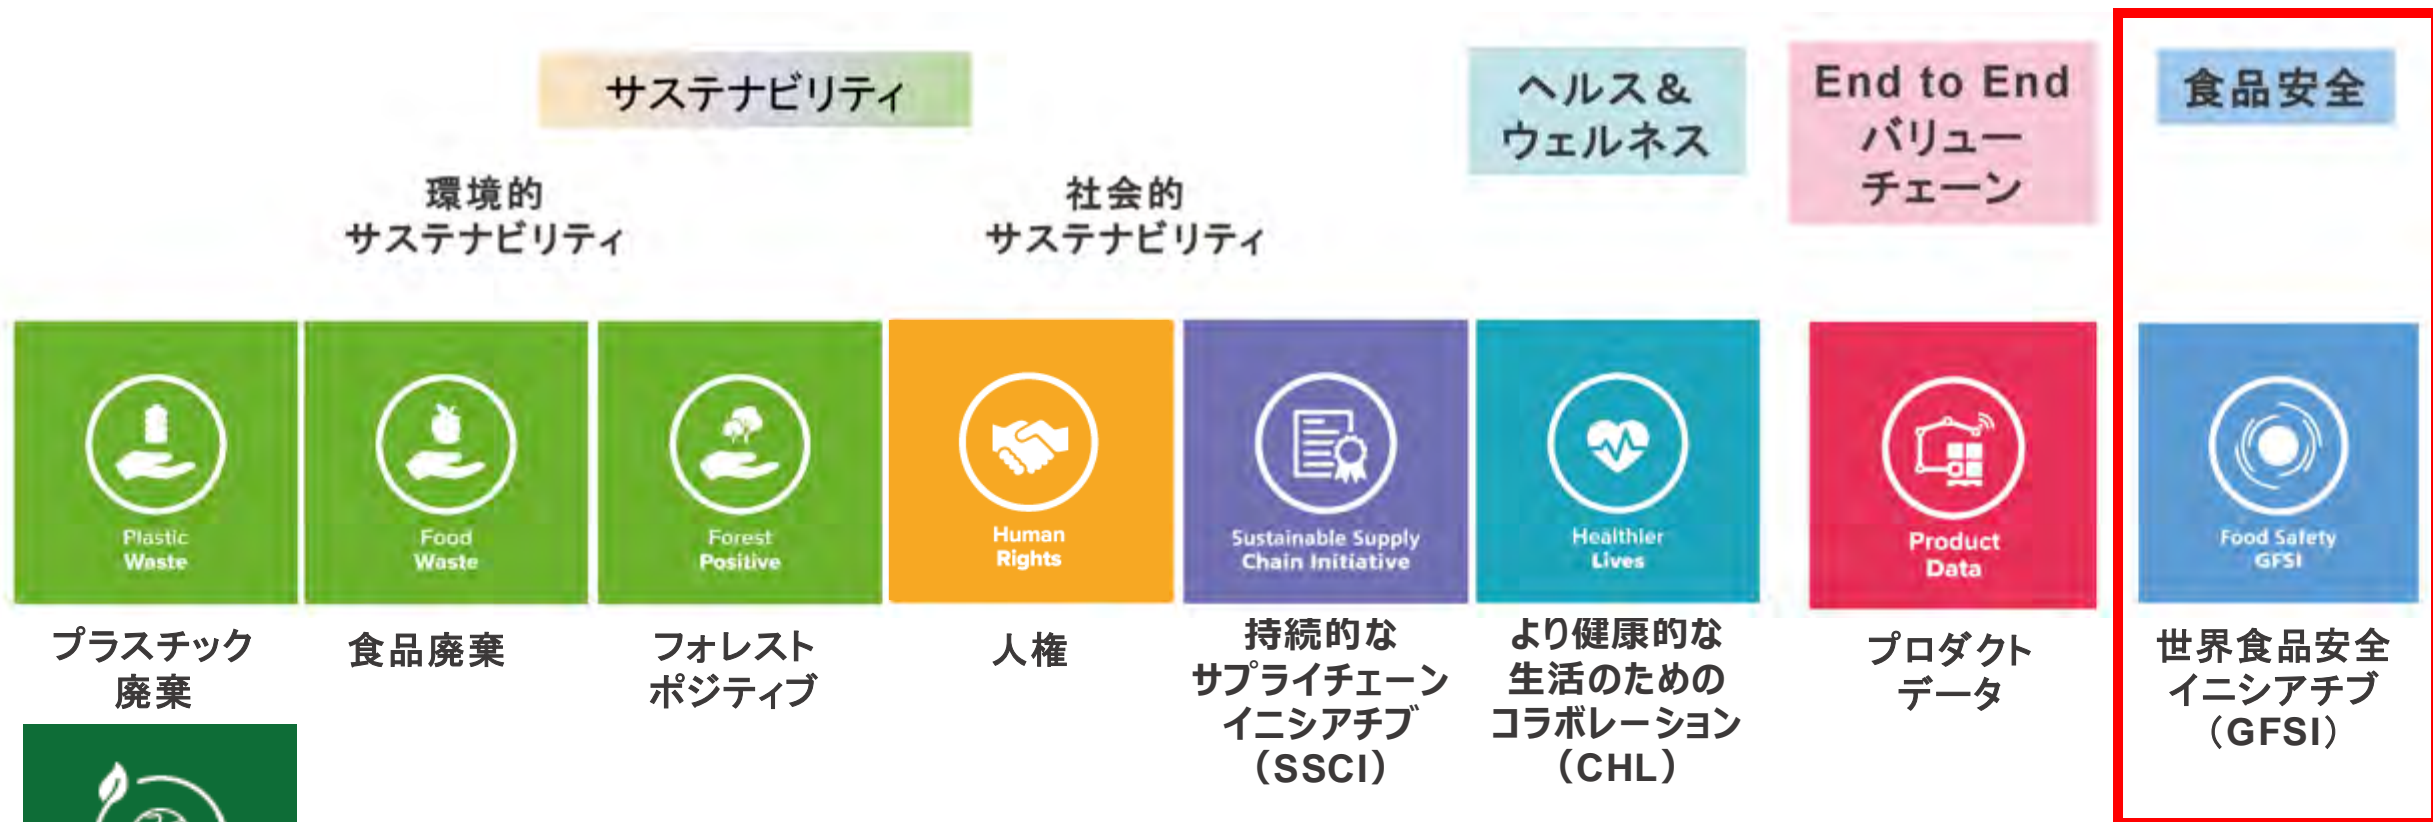 サステナビリティ
環境的
サステナビリティ
社会的
サステナビリティ
ヘルス＆
ウェルネス
End to End
バリュー
チェーン
食品安全
Plastic
Waste
Food
Waste
Forest
Positive
Human
Rights
Sustainable Supply
Chain Initiative
Healthier
Lives
Product
Data
Food Safety
GFSI
プラスチック
廃棄
食品廃棄
フォレスト
ポジティブ
人権
持続的な
サプライチェーン
イニシアチブ
（SSCI）
より健康的な
生活のための
コラボレーション
（CHL）
プロダクト
データ
世界食品安全
イニシアチブ
（GFSI）